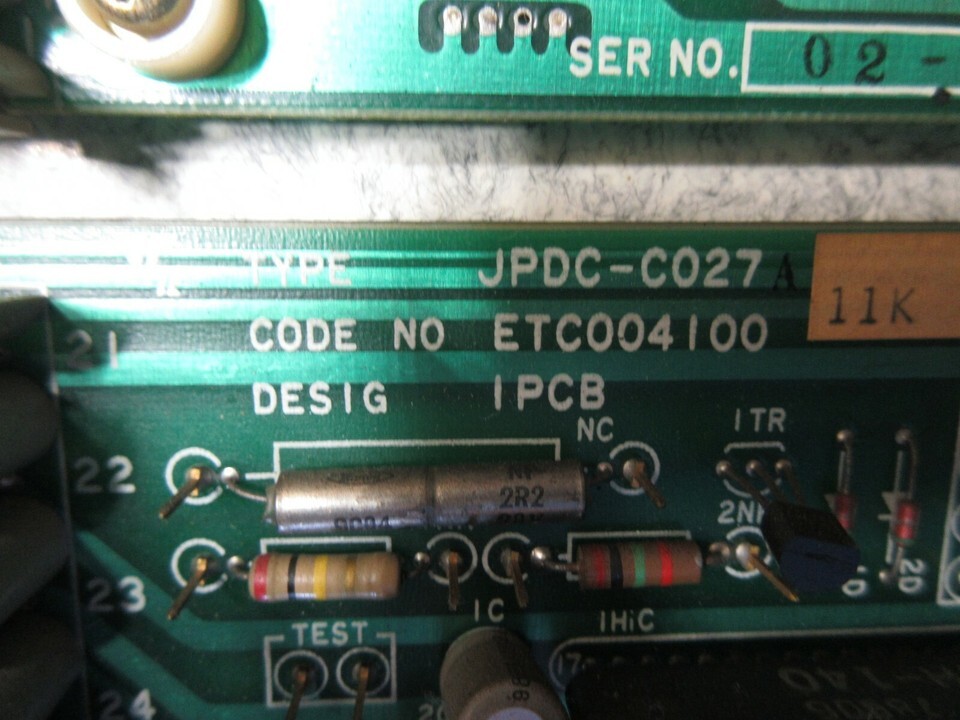 SER NO. 02-
TYPE JPDC-C027A
11K
21 CODE NO ETC004100
DESIG 1PCB
NC
1TR
22
2R2
23
2D
1C
1HiC
TEST
17
24